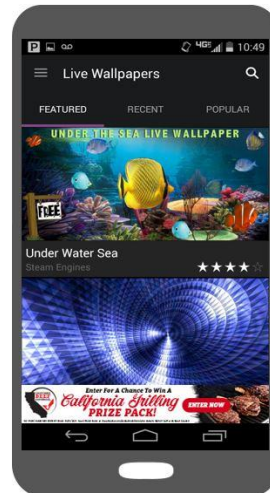 P
4G 10:49
Live Wallpapers
FEATURED RECENT POPULAR
UNDER THE SEA LIVE WALLPAPER
FREE
Under Water Sea
Steam Engines
Enter For A Chance To Win A
California Grilling
PRIZE PACK!
ENTER NOW